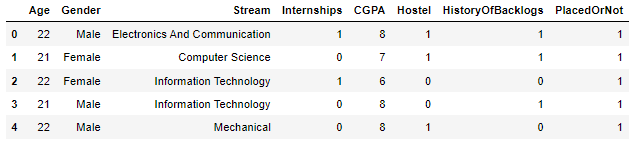 Age Gender Stream Internships CGPA Hostel HistoryOfBacklogs PlacedOrNot
0 22 Male Electronics And Communication 1 8 1 1 1
1 21 Female Computer Science 0 7 1 1 1
2 22 Female Information Technology 1 6 0 0 1
3 21 Male Information Technology 0 8 0 1 1
4 22 Male Mechanical 0 8 1 0 1